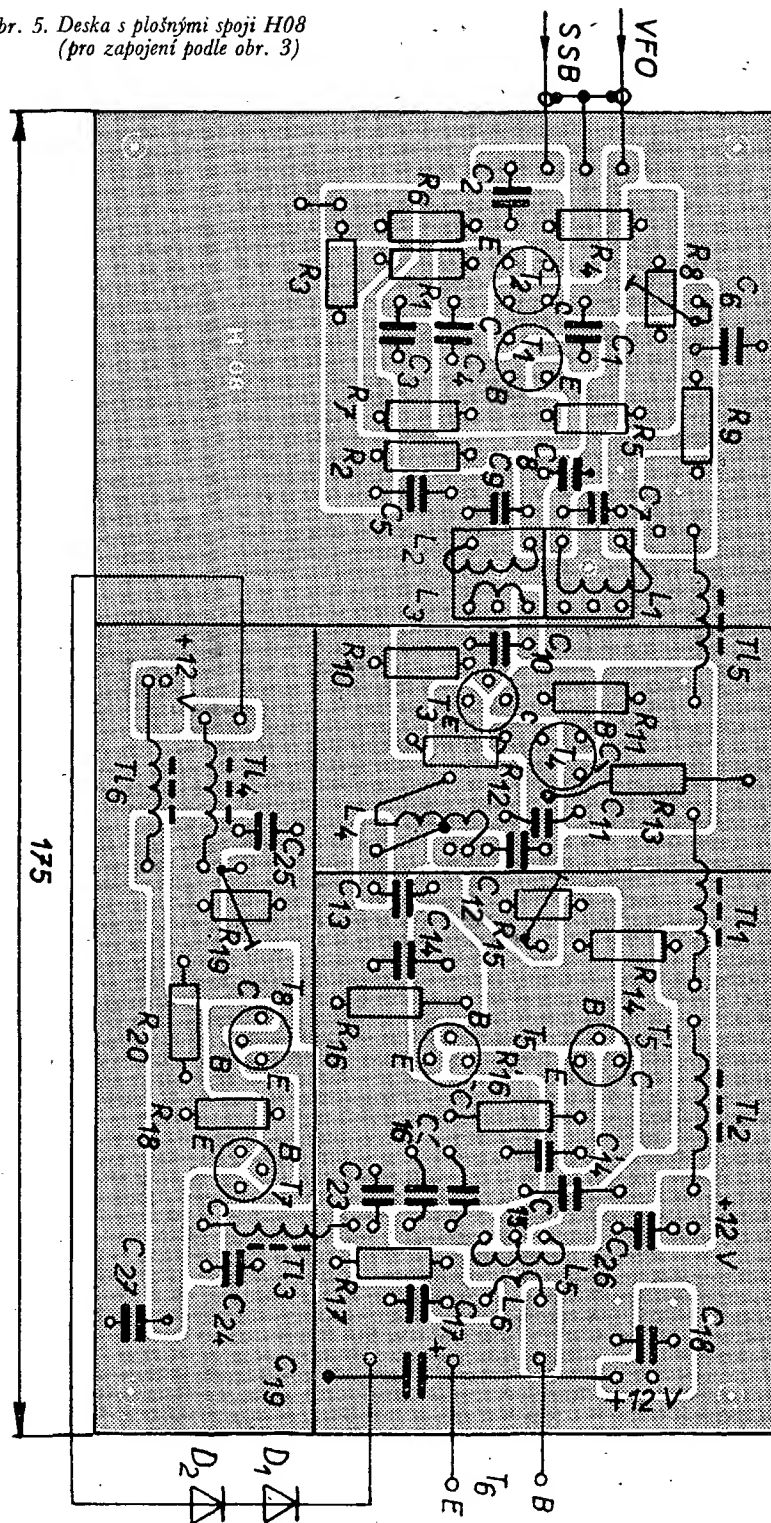 br. 5. Deska s plošnými spoji H08
(pro zapojení podle obr. 3)
SSB
VFO
175
H 08
C2
R6
E
T2
R4
R8
C6
R3
R1
C3
C4
C
T1
C
C1
B
E
R9
R7
R2
R5
C8
C5
C9
C7
L2
L3
L1
Tl5
+12 V
R10
C10
T3
E
C
R11
B
T4
C
Tl6
Tl4
L4
R12
C11
R13
C25
C13
C12
R15
Tl1
R19
C14
R14
T8
C
R16
B
T5
T5'
B
R20
B
E
E
C
R16'
E
C
Tl2
R18
E
B
T7
C16
C'
C14
C23
C
15
+12 V
C
Tl3
L5
C26
C27
C24
R17
C17
L6
C18
C19
+
+12 V
D2
D1
E
T6
B